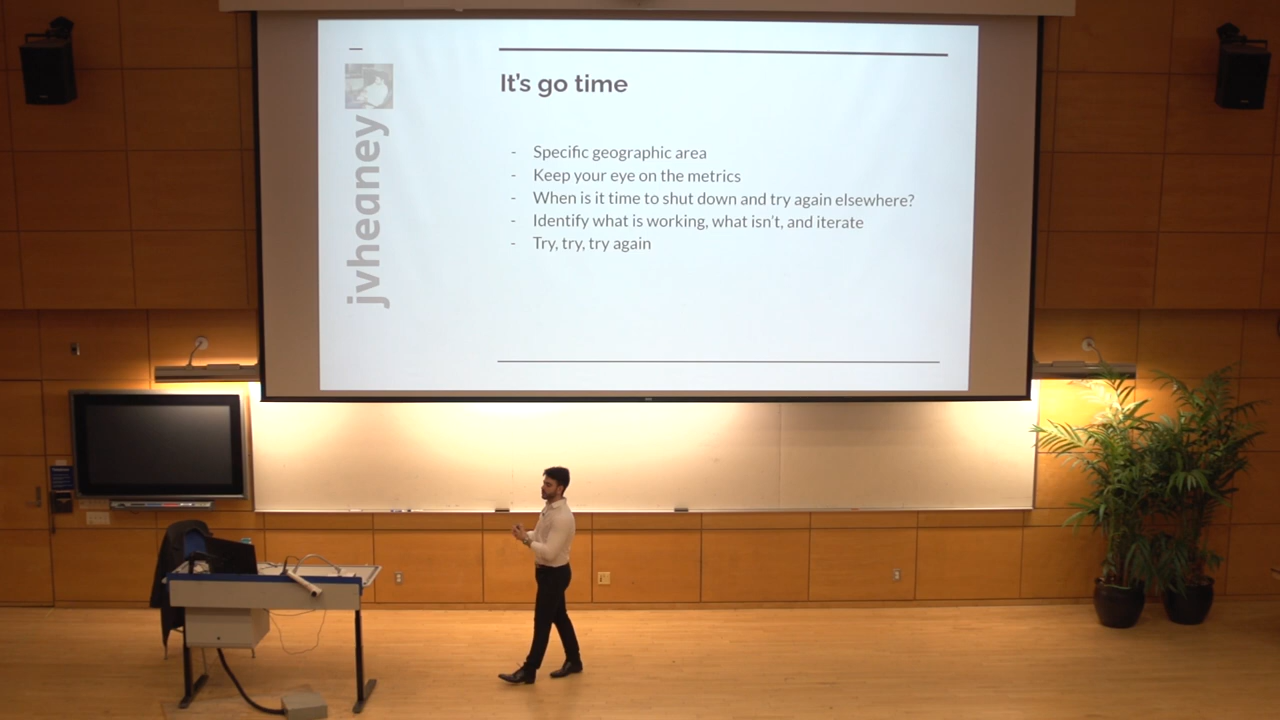 jvheaney
It's go time
- Specific geographic area
- Keep your eye on the metrics
- When is it time to shut down and try again elsewhere?
- Identify what is working, what isn't, and iterate
- Try, try, try again